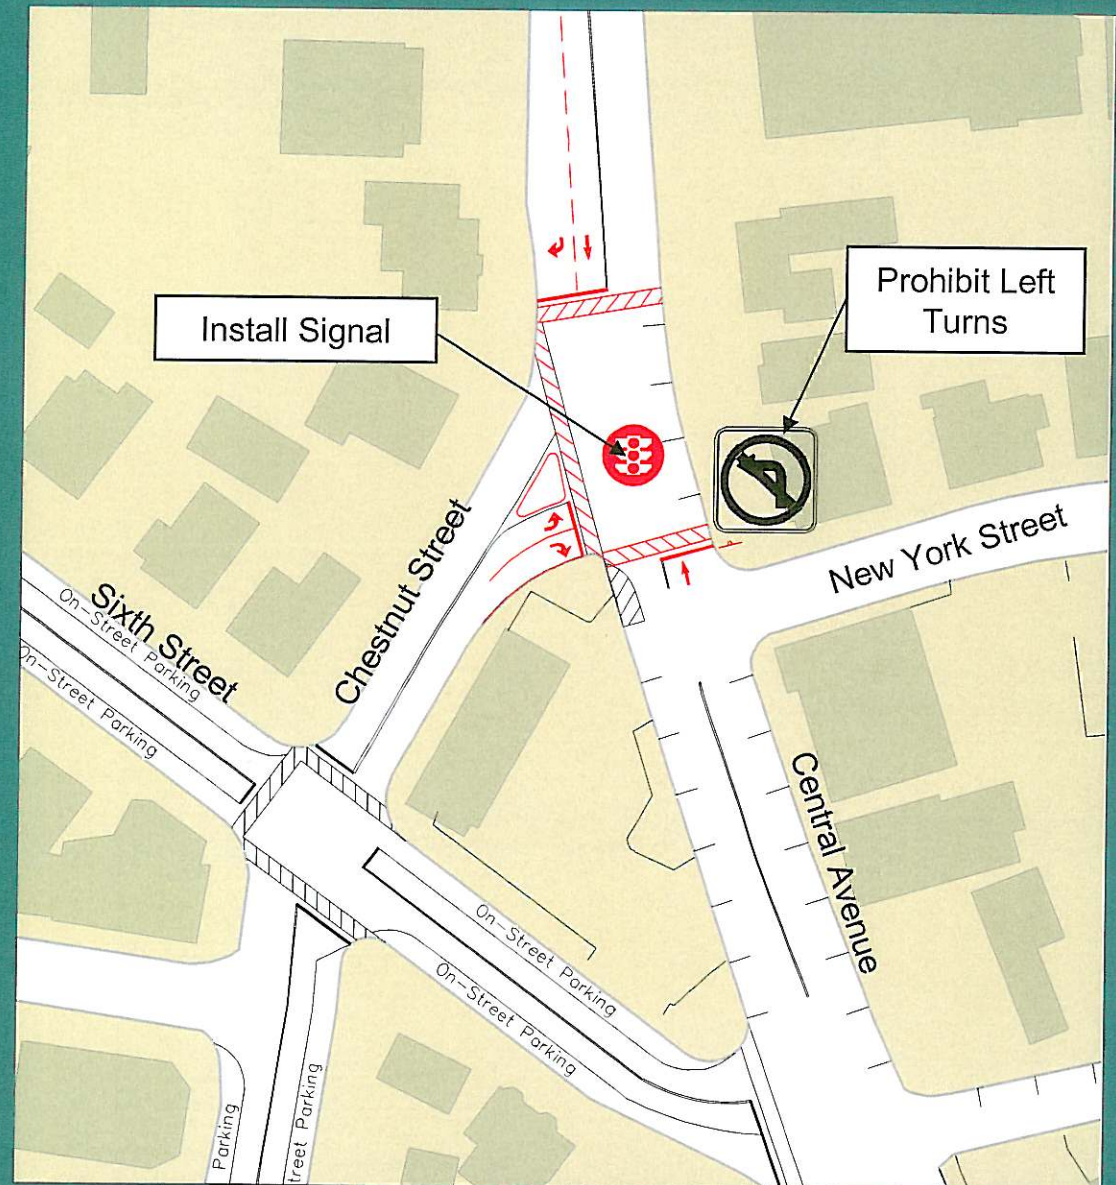 Prohibit Left
Turns
Install Signal
New York Street
Chestnut Street
Sixth Street
On-Street Parking
On-Street Parking
Central Avenue
On-Street Parking
On-Street Parking
Parking
treet Parking